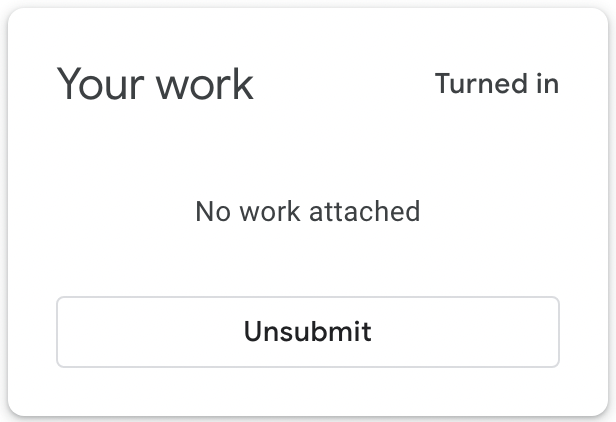 Your work
Turned in
No work attached
Unsubmit